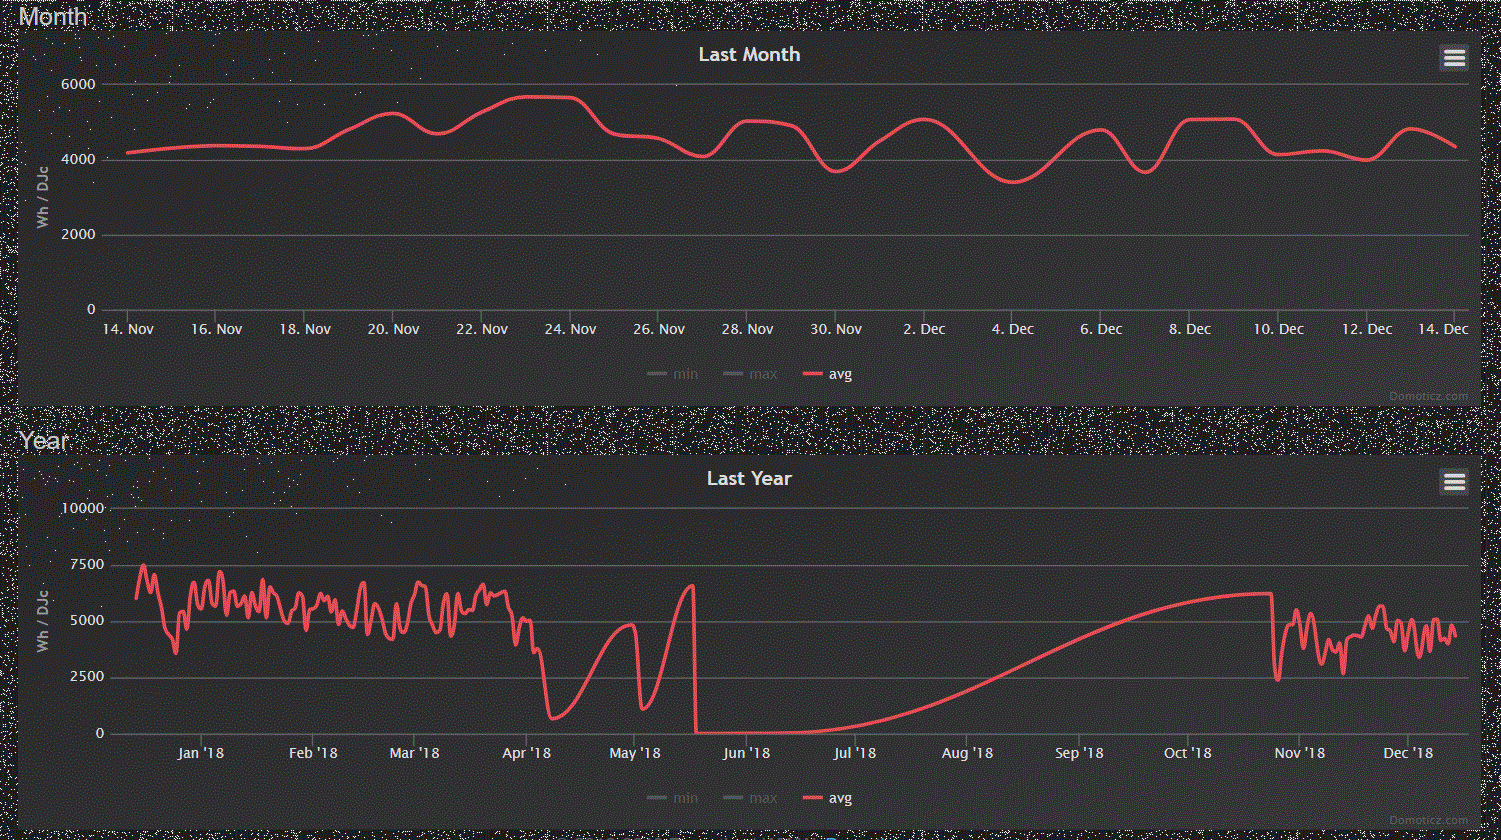 Month
Last Month
6000
4000
2000
0
Wh / DJc
14. Nov 16. Nov 18. Nov 20. Nov 22. Nov 24. Nov 26. Nov 28. Nov 30. Nov 2. Dec 4. Dec 6. Dec 8. Dec 10. Dec 12. Dec 14. Dec
min max avg
Domoticz.com
Year
Last Year
10000
7500
5000
2500
0
Wh / DJc
Jan '18 Feb '18 Mar '18 Apr '18 May '18 Jun '18 Jul '18 Aug '18 Sep '18 Oct '18 Nov '18 Dec '18
min max avg
Domoticz.com